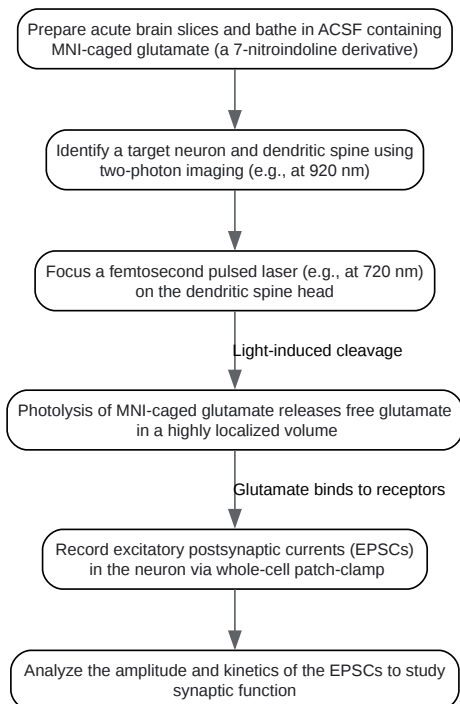 Prepare acute brain slices and bathe in ACSF containing
MNI-caged glutamate (a 7-nitroindoline derivative)
Identify a target neuron and dendritic spine using
two-photon imaging (e.g., at 920 nm)
Focus a femtosecond pulsed laser (e.g., at 720 nm)
on the dendritic spine head
Light-induced cleavage
Photolysis of MNI-caged glutamate releases free glutamate
in a highly localized volume
Glutamate binds to receptors
Record excitatory postsynaptic currents (EPSCs)
in the neuron via whole-cell patch-clamp
Analyze the amplitude and kinetics of the EPSCs to study
synaptic function